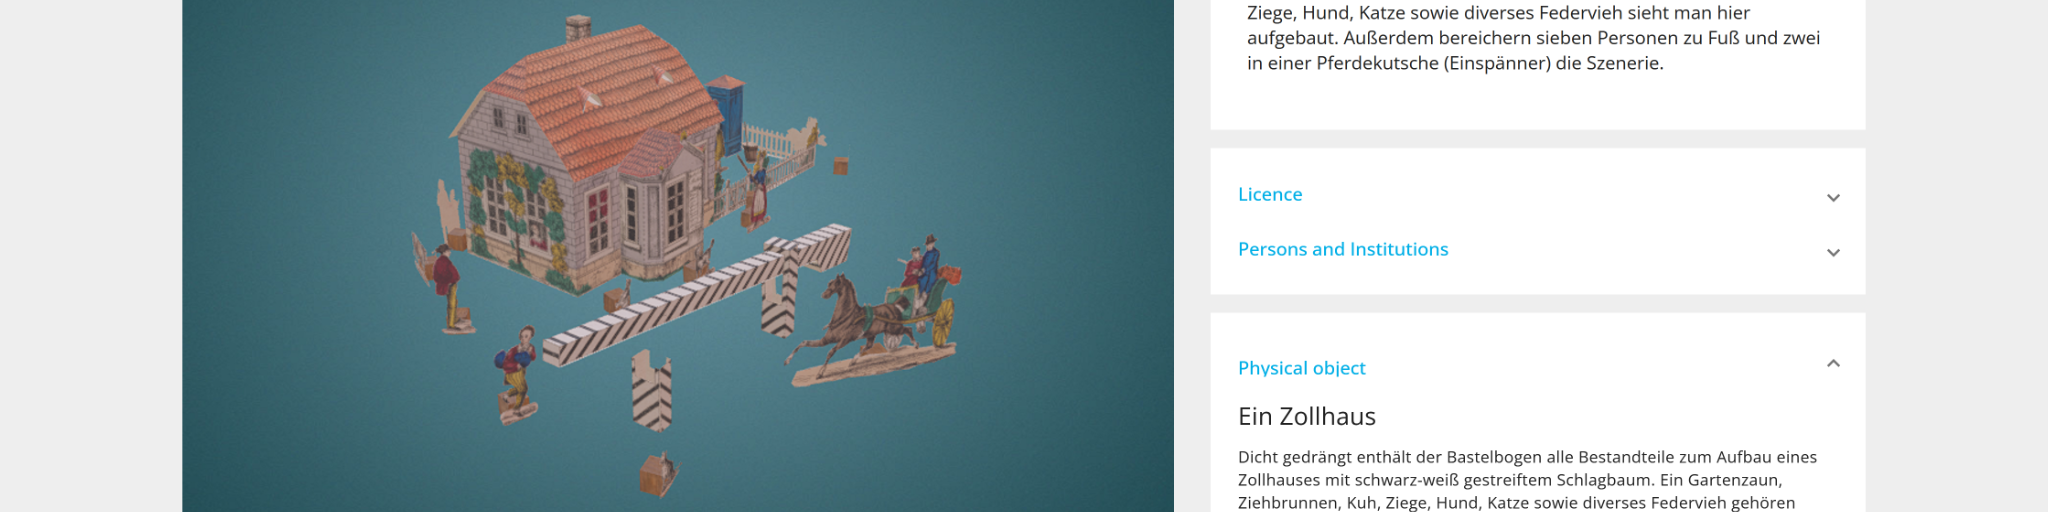 Ziege, Hund, Katze sowie diverses Federvieh sieht man hier
aufgebaut. Außerdem bereichern sieben Personen zu Fuß und zwei
in einer Pferdekutsche (Einspänner) die Szenerie.
Licence
Persons and Institutions
Physical object
Ein Zollhaus
Dicht gedrängt enthält der Bastelbogen alle Bestandteile zum Aufbau eines
Zollhauses mit schwarz-weiß gestreiftem Schlagbaum. Ein Gartenzaun,
Ziehbrunnen, Kuh, Ziege, Hund, Katze sowie diverses Federvieh gehören